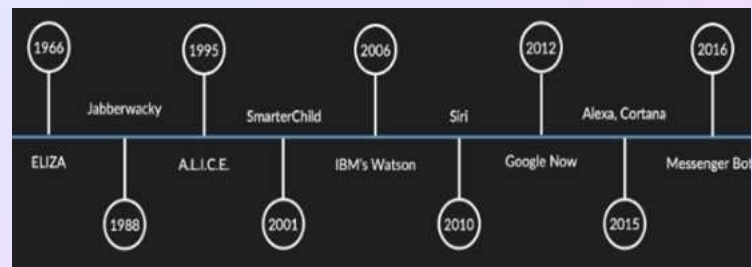 1966
1995
2006
2012
2016
Jabberwacky
SmarterChild
Siri
Alexa, Cortana
ELIZA
A.L.I.C.E.
IBM's Watson
Google Now
Messenger Bot
1988
2001
2010
2015